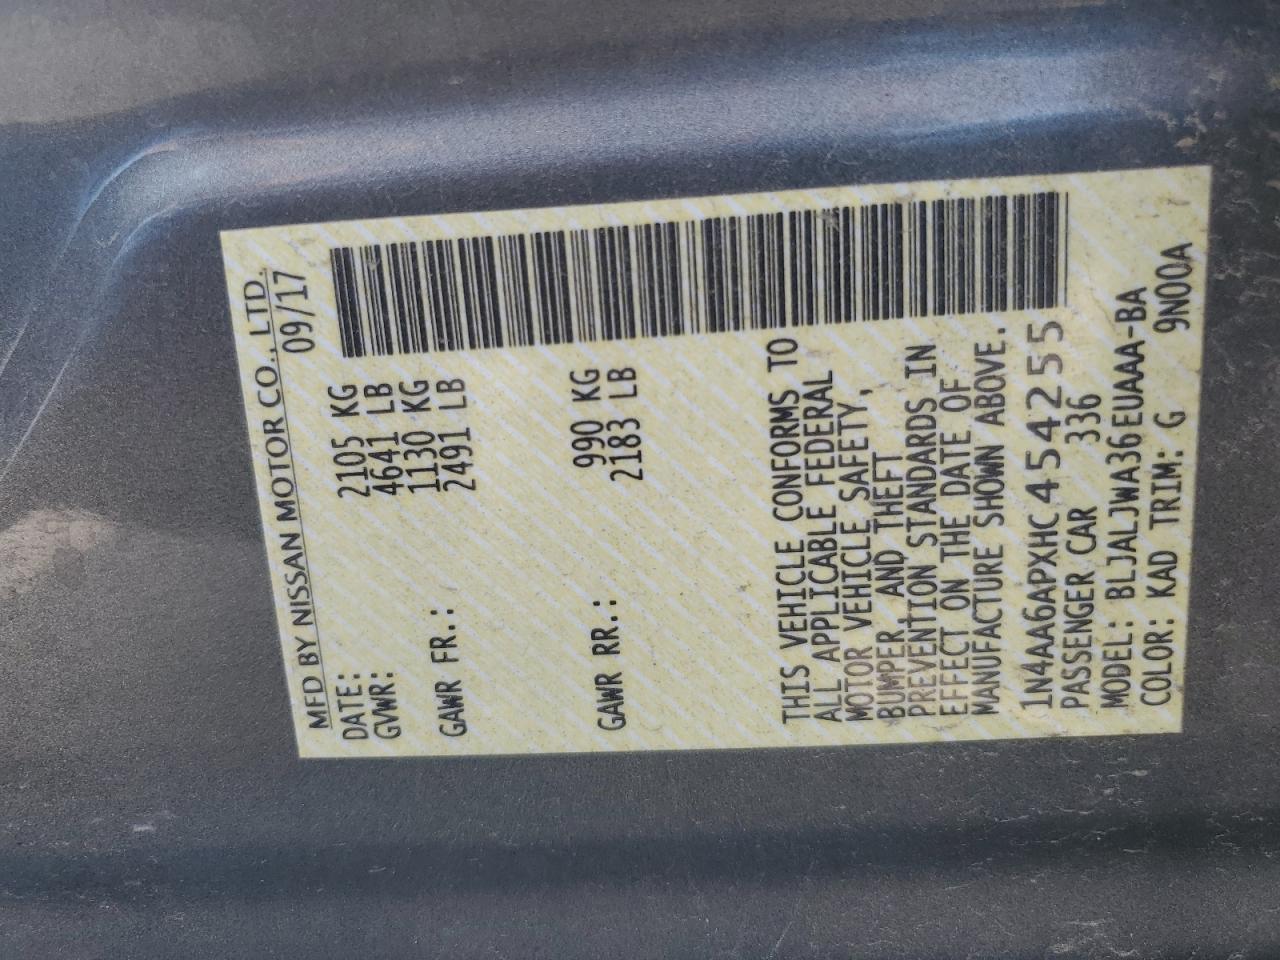 MFD BY NISSAN MOTOR CO., LTD.
09/17
DATE: 2105 KG
GVWR: 4641 LB
1130 KG
GAWR FR.: 2491 LB
990 KG
GAWR RR.: 2183 LB
THIS VEHICLE CONFORMS TO
ALL APPLICABLE FEDERAL
MOTOR VEHICLE SAFETY,
BUMPER, AND THEFT
PREVENTION STANDARDS IN
EFFECT ON THE DATE OF
MANUFACTURE SHOWN ABOVE.
1N4AA6APXHC454255
PASSENGER CAR 336
MODEL: BLJALJWA36EUAAA-BA
COLOR: KAD TRIM: G 9N00A